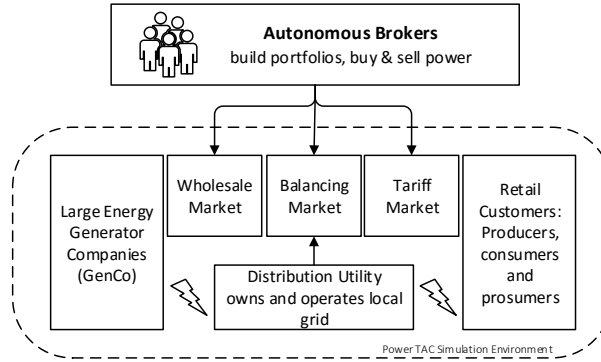 Autonomous Brokers
build portfolios, buy & sell power
Large Energy
Generator
Companies
(GenCo)
Wholesale
Market
Balancing
Market
Tariff
Market
Retail
Customers:
Producers,
consumers
and
prosumers
Distribution Utility
owns and operates local
grid
Power TAC Simulation Environment